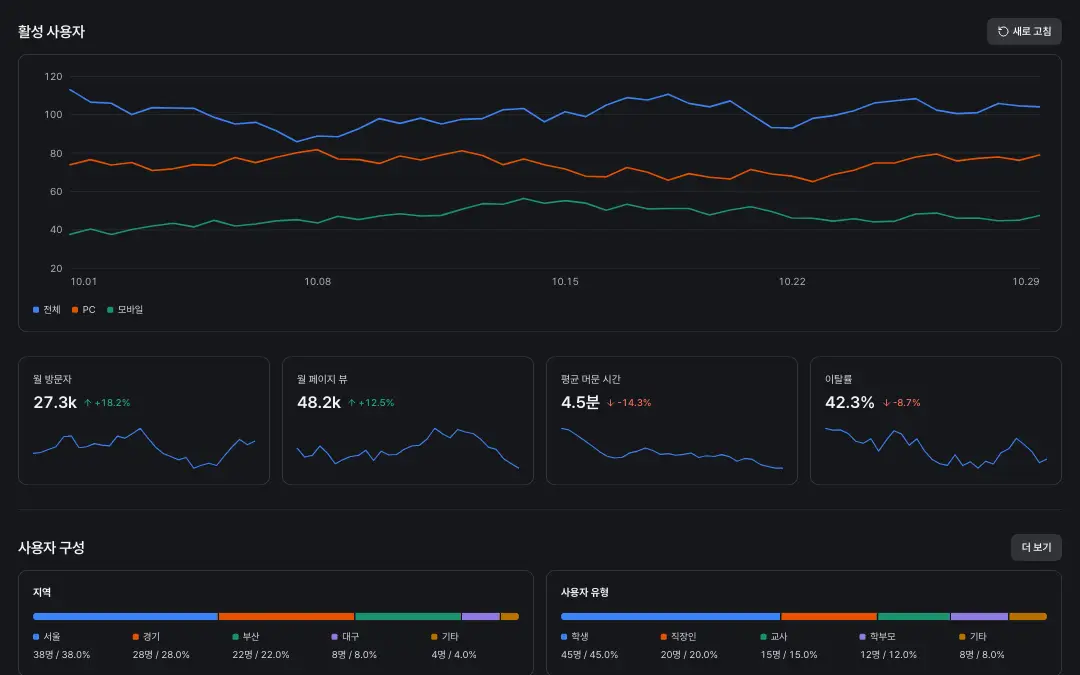 활성 사용자
새로 고침
120
100
80
60
40
20
10.01 10.08 10.15 10.22 10.29
전체 PC 모바일
월 방문자
27.3k ↑ +18.2%
월 페이지 뷰
48.2k ↑ +12.5%
평균 머문 시간
4.5분 ↓ -14.3%
이탈률
42.3% ↓ -8.7%
사용자 구성
더 보기
지역
서울 경기 부산 대구 기타
38명 / 38.0% 28명 / 28.0% 22명 / 22.0% 8명 / 8.0% 4명 / 4.0%
사용자 유형
학생 직장인 교사 학부모 기타
45명 / 45.0% 20명 / 20.0% 15명 / 15.0% 12명 / 12.0% 8명 / 8.0%